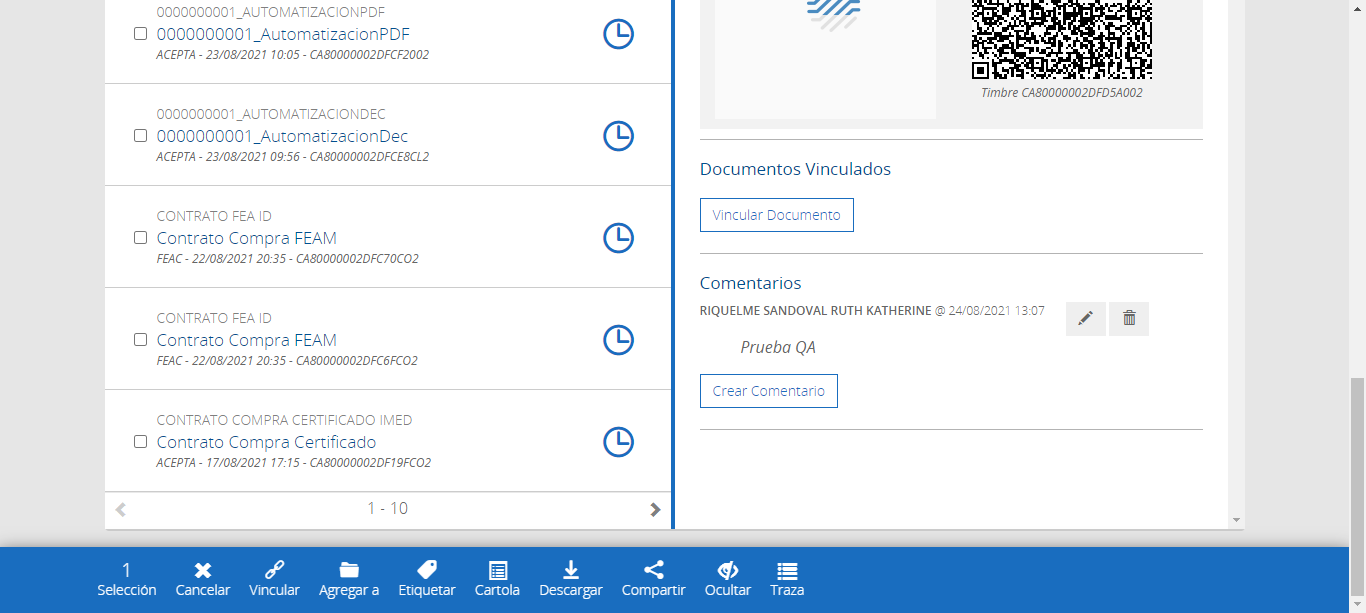 0000000001_AUTOMATIZACIONPDF
0000000001_AutomatizacionPDF
ACEPTA - 23/08/2021 10:05 - CA80000002DFCF2002
0000000001_AUTOMATIZACIONDEC
0000000001_AutomatizacionDec
ACEPTA - 23/08/2021 09:56 - CA80000002DFCE8CL2
CONTRATO FEA ID
Contrato Compra FEAM
FEAC - 22/08/2021 20:35 - CA80000002DFC70CO2
CONTRATO FEA ID
Contrato Compra FEAM
FEAC - 22/08/2021 20:35 - CA80000002DFC6FCO2
CONTRATO COMPRA CERTIFICADO IMED
Contrato Compra Certificado
ACEPTA - 17/08/2021 17:15 - CA80000002DF19FCO2
1 - 10
Timbre CA80000002DFD5A002
Documentos Vinculados
Vincular Documento
Comentarios
RIQUELME SANDOVAL RUTH KATHERINE @ 24/08/2021 13:07
Prueba QA
Crear Comentario
1
Selección
Cancelar
Vincular
Agregar a
Etiquetar
Cartola
Descargar
Compartir
Ocultar
Traza